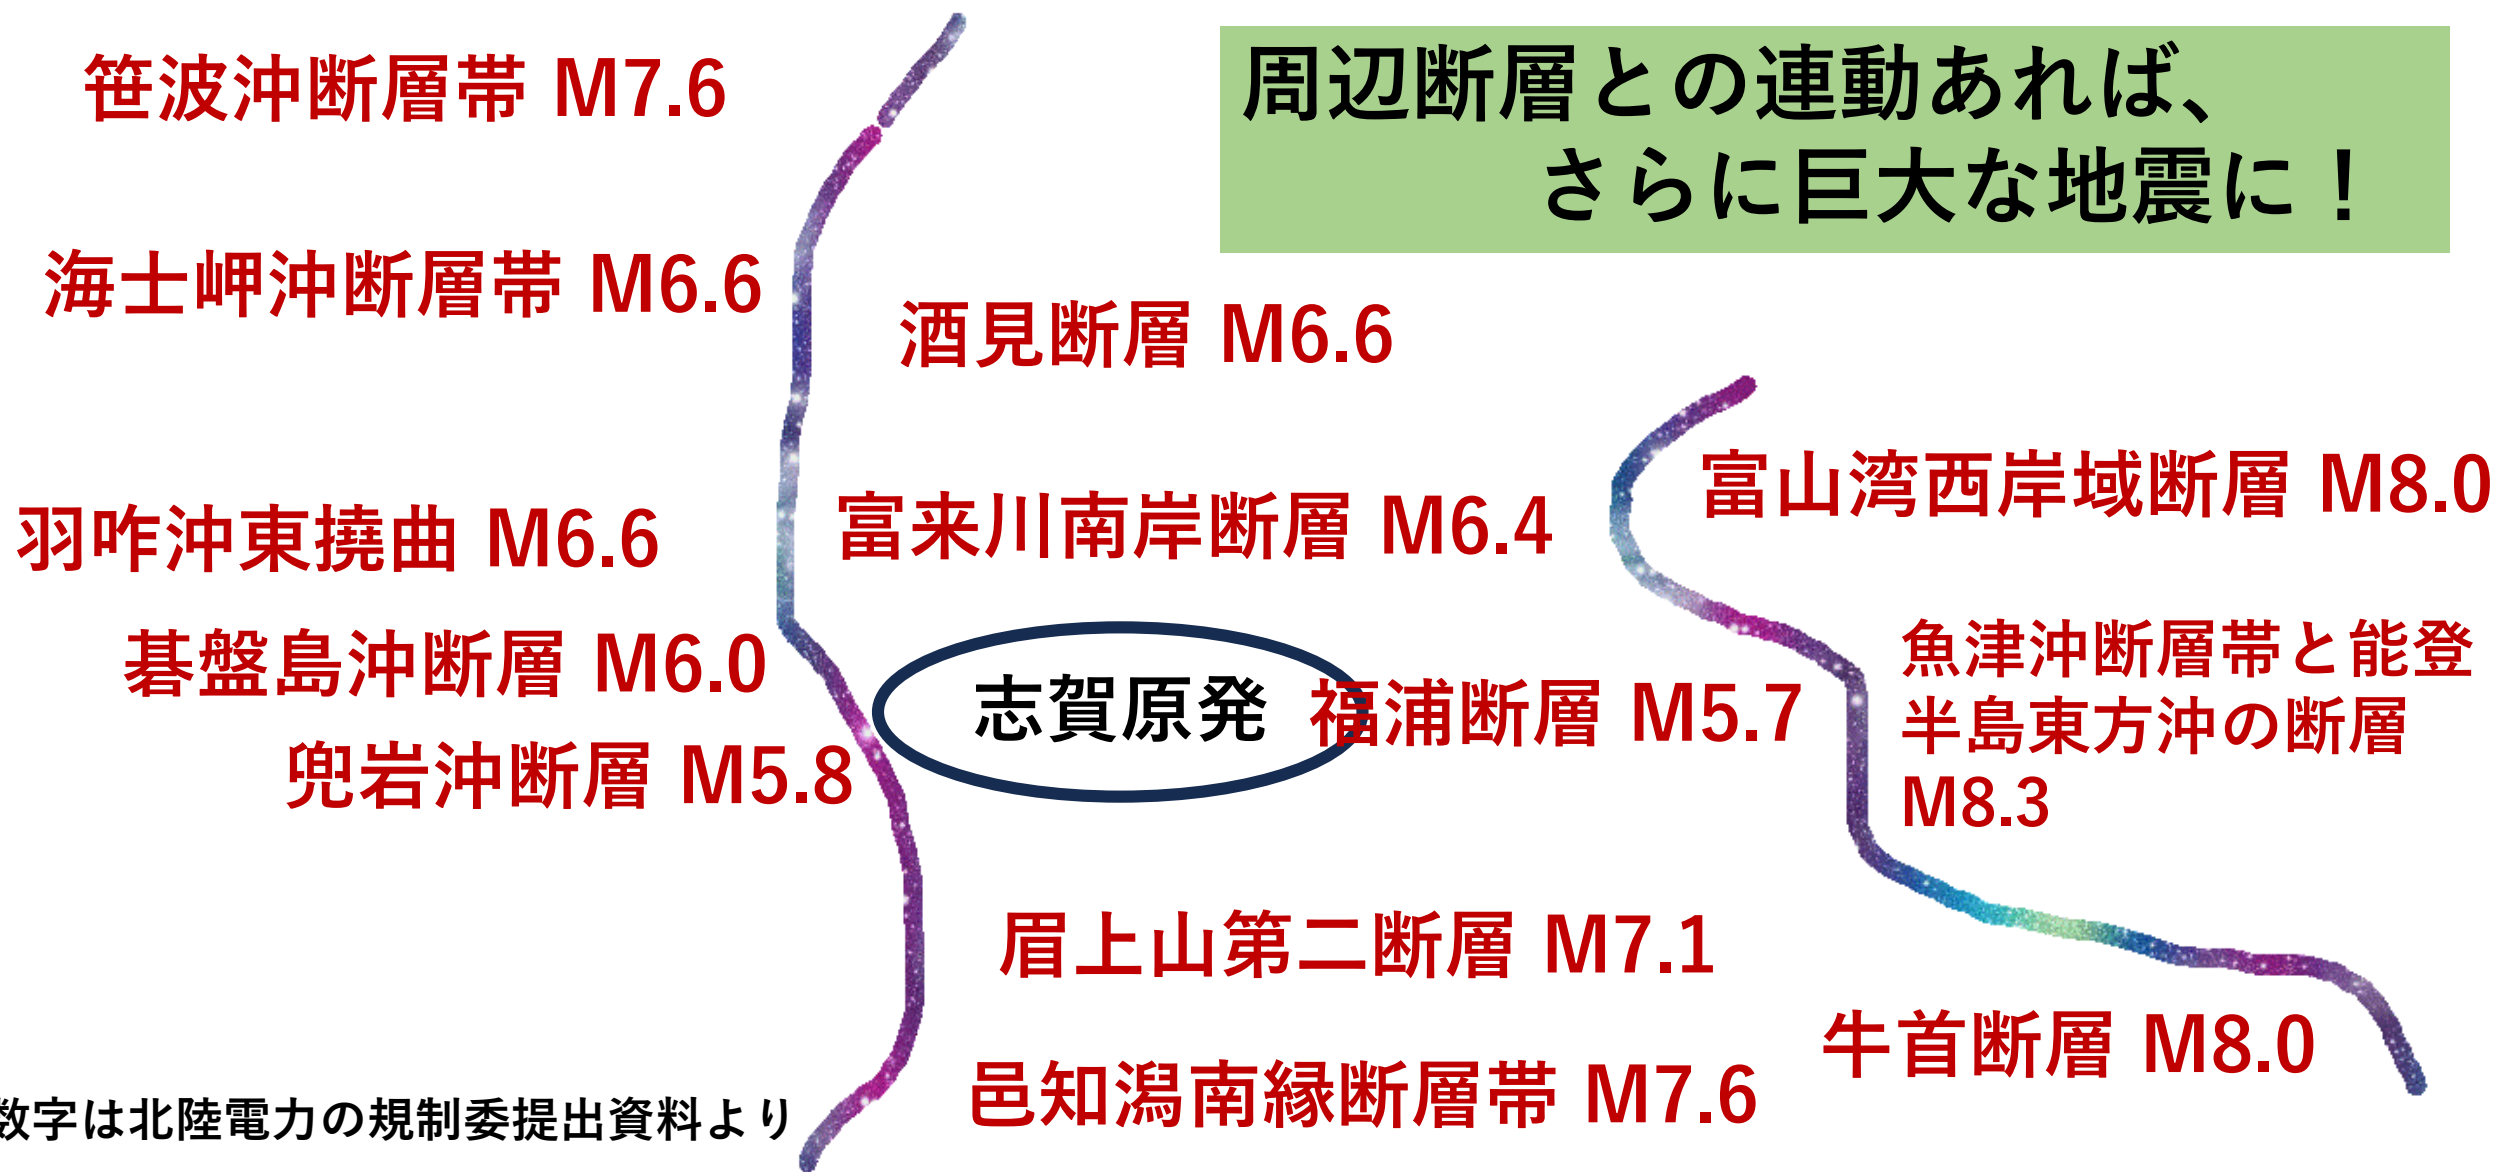 周辺断層との連動あれば、
さらに巨大な地震に！
笹波沖断層帯 M7.6
海士岬沖断層帯 M6.6
酒見断層 M6.6
富山湾西岸域断層 M8.0
富来川南岸断層 M6.4
羽咋沖東撓曲 M6.6
碁盤島沖断層 M6.0
志賀原発
福浦断層 M5.7
魚津沖断層帯と能登
半島東方沖の断層
M8.3
兜岩沖断層 M5.8
眉上山第二断層 M7.1
牛首断層 M8.0
邑知潟南縁断層帯 M7.6
数字は北陸電力の規制委提出資料より